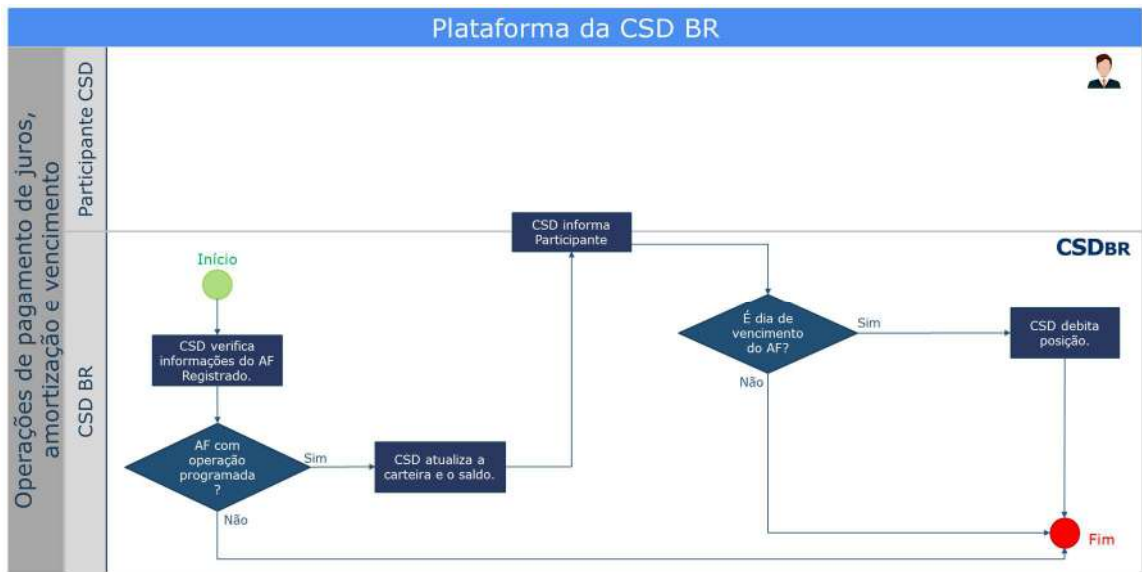 Plataforma da CSD BR
Operações de pagamento de juros,
amortização e vencimento
Participante CSD
CSD BR
CSD informa
Participante
CSDBR
Início
CSD verifica
informações do AF
Registrado.
AF com
operação
programada
?
Sim
Não
CSD atualiza a
carteira e o saldo.
É dia de
vencimento
do AF?
Sim
Não
CSD debita
posição.
Fim